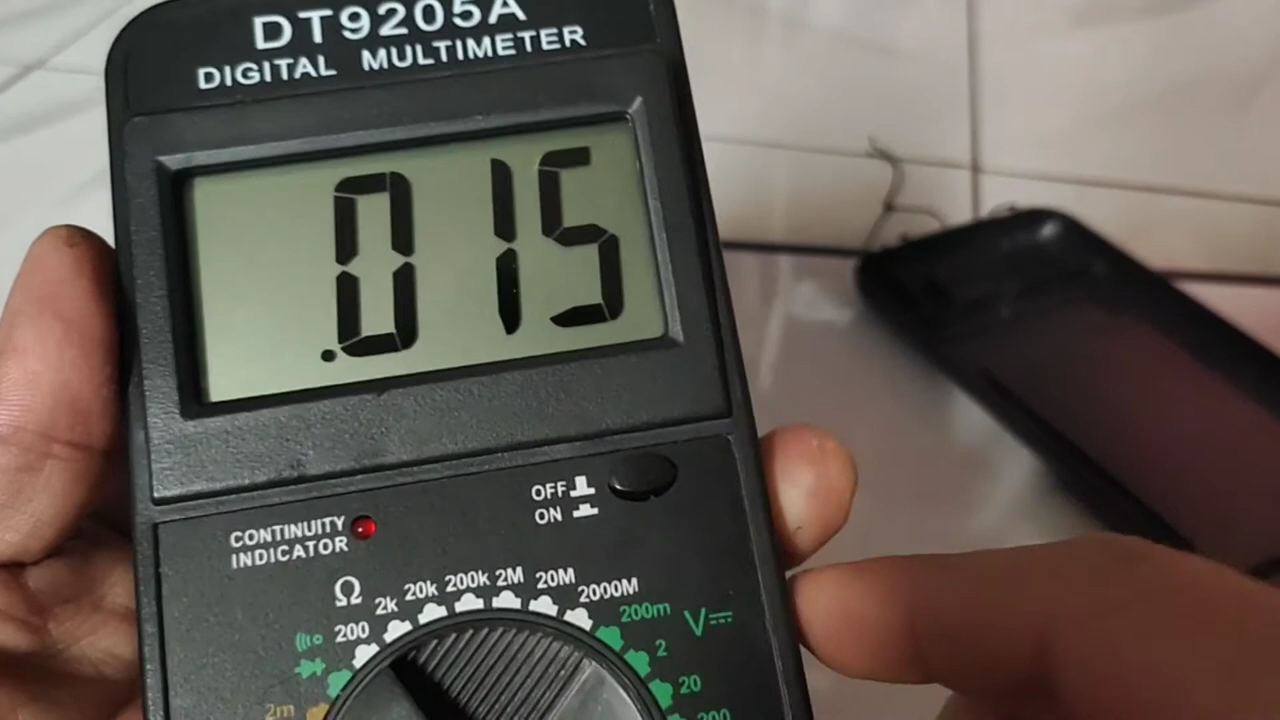 DT9205A
DIGITAL MULTIMETER
.015
OFF
ON
CONTINUITY
INDICATOR
Ω
200
2k
20k
200k
2M
20M
2000M
200m
V⎓
2
20
200
2m